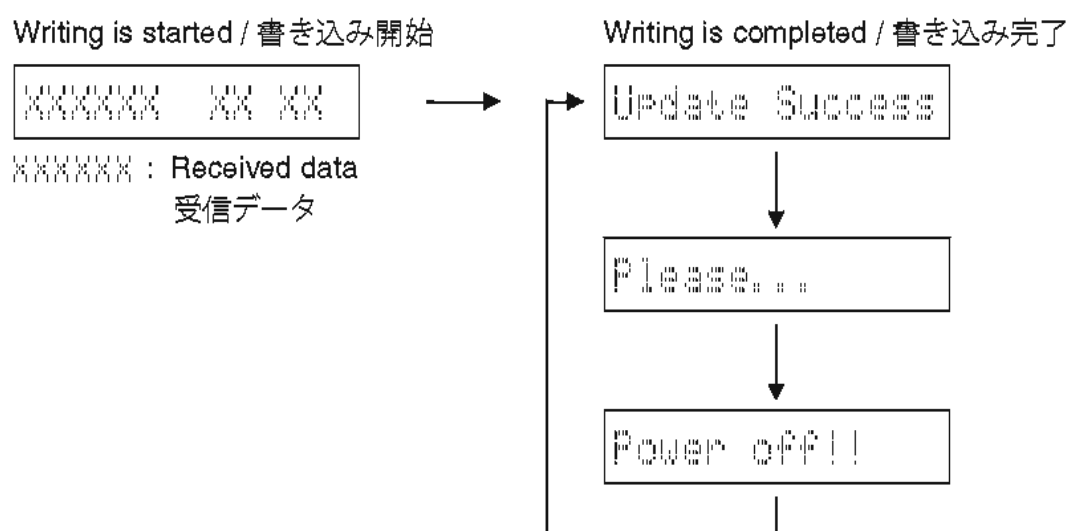 Writing is started / 書き込み開始
XXXXXX XX XX
XXXXXX : Received data
受信データ
Writing is completed / 書き込み完了
Update Success
Please...
Power off!!